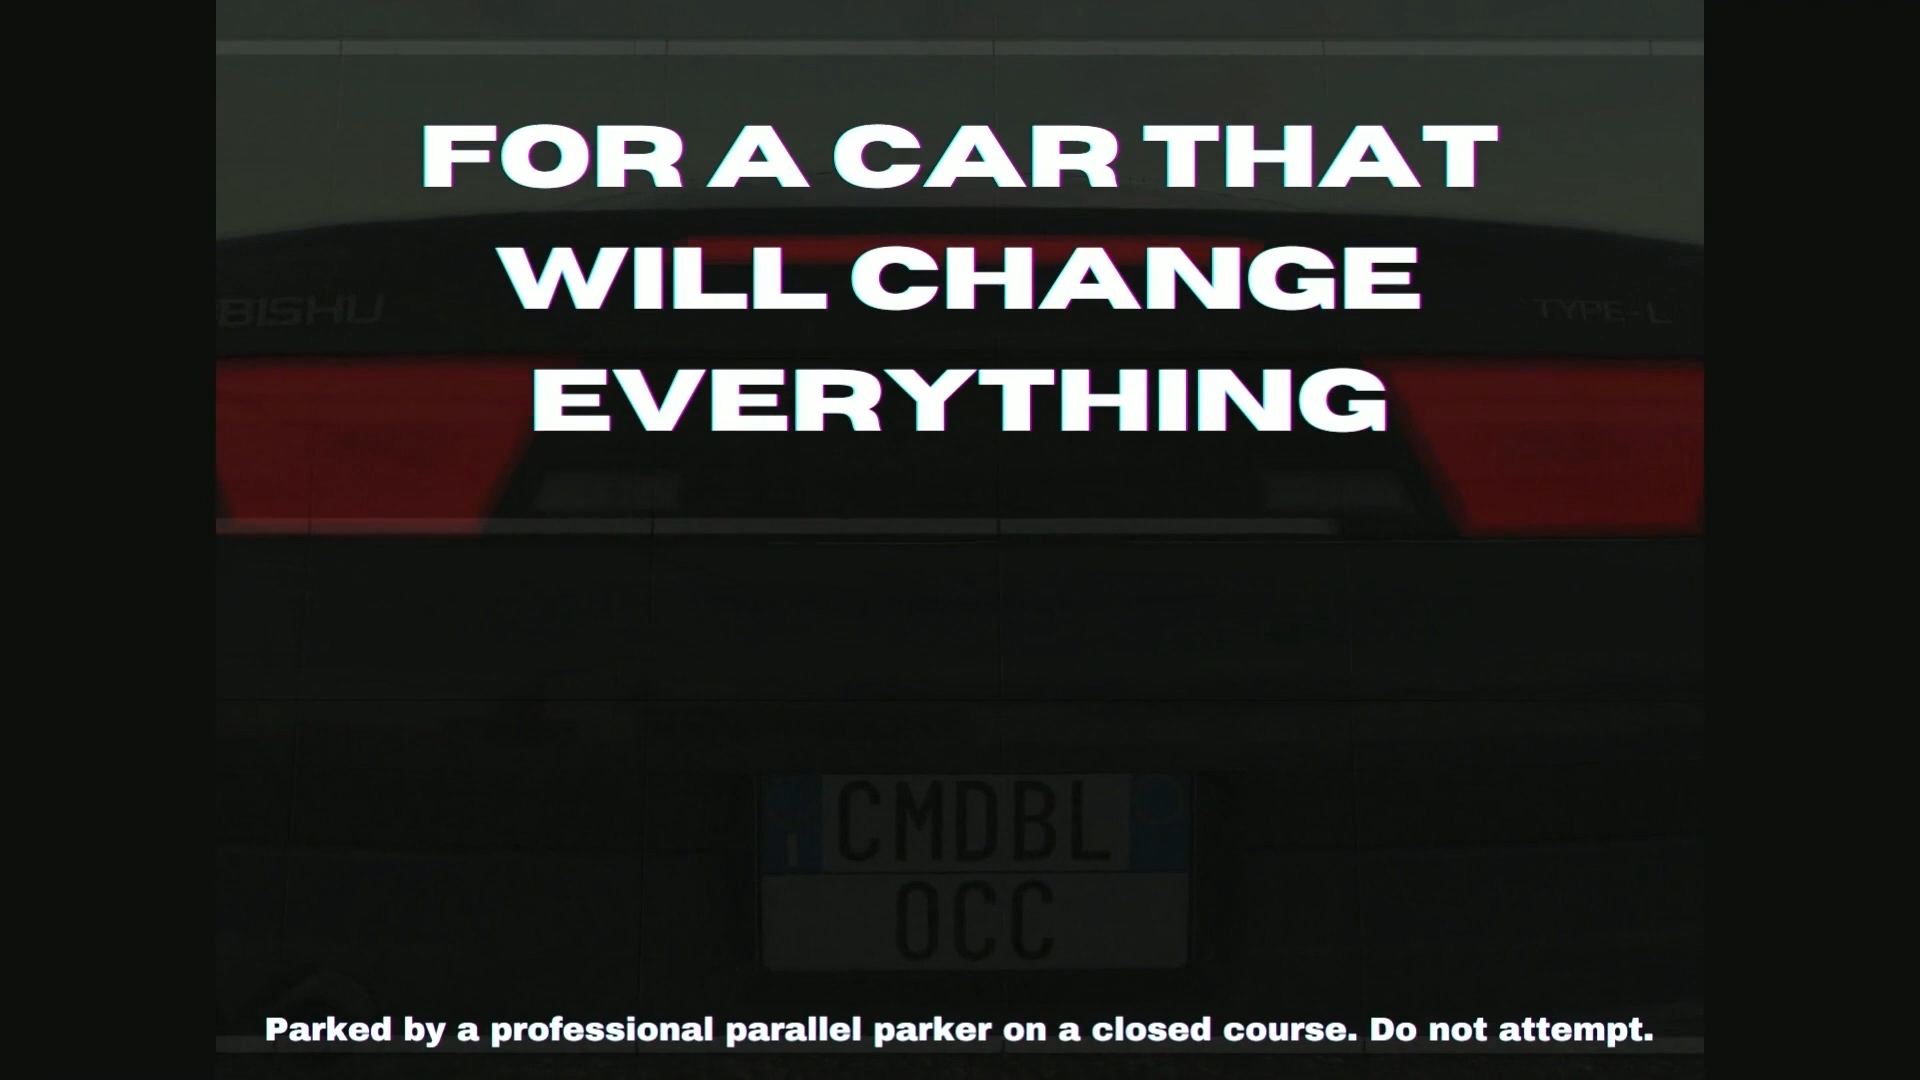 FOR A CAR THAT
WILL CHANGE
BISHU
TYPE-L
EVERYTHING
CMDBL
OCC
Parked by a professional parallel parker on a closed course. Do not attempt.